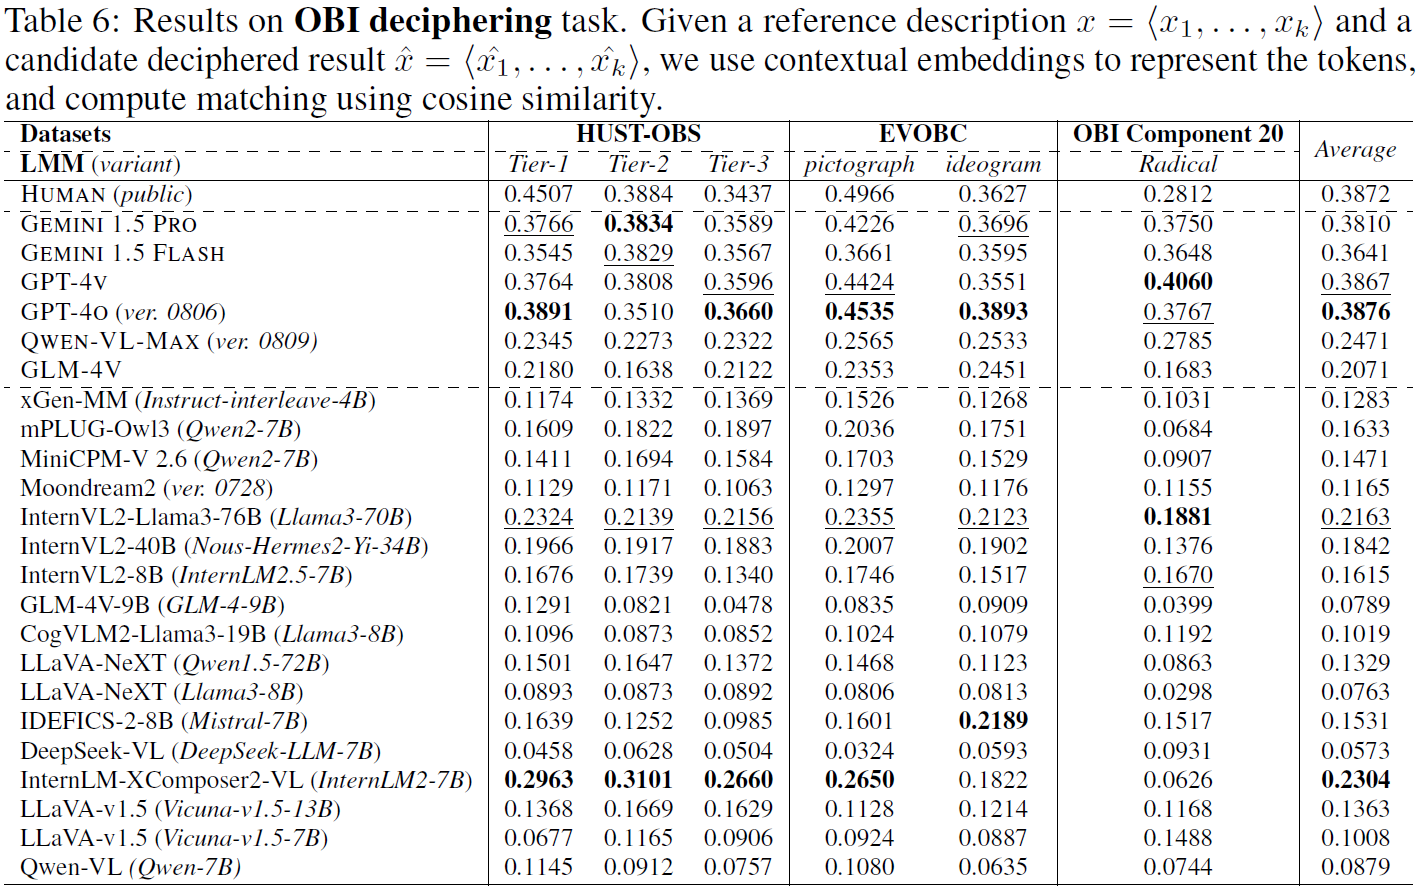 Table 6: Results on OBI deciphering task. Given a reference description x = ⟨x₁, . . . , xₖ⟩ and a
candidate deciphered result x̂ = ⟨x̂₁, . . . , x̂ₖ⟩, we use contextual embeddings to represent the tokens,
and compute matching using cosine similarity.
Datasets HUST-OBS EVOBC OBI Component 20 Average
LMM (variant) Tier-1 Tier-2 Tier-3 pictograph ideogram Radical
HUMAN (public) 0.4507 0.3884 0.3437 0.4966 0.3627 0.2812 0.3872
GEMINI 1.5 PRO 0.3766 0.3834 0.3589 0.4226 0.3696 0.3750 0.3810
GEMINI 1.5 FLASH 0.3545 0.3829 0.3567 0.3661 0.3595 0.3648 0.3641
GPT-4V 0.3764 0.3808 0.3596 0.4424 0.3551 0.4060 0.3867
GPT-4O (ver. 0806) 0.3891 0.3510 0.3660 0.4535 0.3893 0.3767 0.3876
QWEN-VL-MAX (ver. 0809) 0.2345 0.2273 0.2322 0.2565 0.2533 0.2785 0.2471
GLM-4V 0.2180 0.1638 0.2122 0.2353 0.2451 0.1683 0.2071
xGen-MM (Instruct-interleave-4B) 0.1174 0.1332 0.1369 0.1526 0.1268 0.1031 0.1283
mPLUG-Owl3 (Qwen2-7B) 0.1609 0.1822 0.1897 0.2036 0.1751 0.0684 0.1633
MiniCPM-V 2.6 (Qwen2-7B) 0.1411 0.1694 0.1584 0.1703 0.1529 0.0907 0.1471
Moondream2 (ver. 0728) 0.1129 0.1171 0.1063 0.1297 0.1176 0.1155 0.1165
InternVL2-Llama3-76B (Llama3-70B) 0.2324 0.2139 0.2156 0.2355 0.2123 0.1881 0.2163
InternVL2-40B (Nous-Hermes2-Yi-34B) 0.1966 0.1917 0.1883 0.2007 0.1902 0.1376 0.1842
InternVL2-8B (InternLM2.5-7B) 0.1676 0.1739 0.1340 0.1746 0.1517 0.1670 0.1615
GLM-4V-9B (GLM-4-9B) 0.1291 0.0821 0.0478 0.0835 0.0909 0.0399 0.0789
CogVLM2-Llama3-19B (Llama3-8B) 0.1096 0.0873 0.0852 0.1024 0.1079 0.1192 0.1019
LLaVA-NeXT (Qwen1.5-72B) 0.1501 0.1647 0.1372 0.1468 0.1123 0.0863 0.1329
LLaVA-NeXT (Llama3-8B) 0.0893 0.0873 0.0892 0.0806 0.0813 0.0298 0.0763
IDEFICS-2-8B (Mistral-7B) 0.1639 0.1252 0.0985 0.1601 0.2189 0.1517 0.1531
DeepSeek-VL (DeepSeek-LLM-7B) 0.0458 0.0628 0.0504 0.0324 0.0593 0.0931 0.0573
InternLM-XComposer2-VL (InternLM2-7B) 0.2963 0.3101 0.2660 0.2650 0.1822 0.0626 0.2304
LLaVA-v1.5 (Vicuna-v1.5-13B) 0.1368 0.1669 0.1629 0.1128 0.1214 0.1168 0.1363
LLaVA-v1.5 (Vicuna-v1.5-7B) 0.0677 0.1165 0.0906 0.0924 0.0887 0.1488 0.1008
Qwen-VL (Qwen-7B) 0.1145 0.0912 0.0757 0.1080 0.0635 0.0744 0.0879